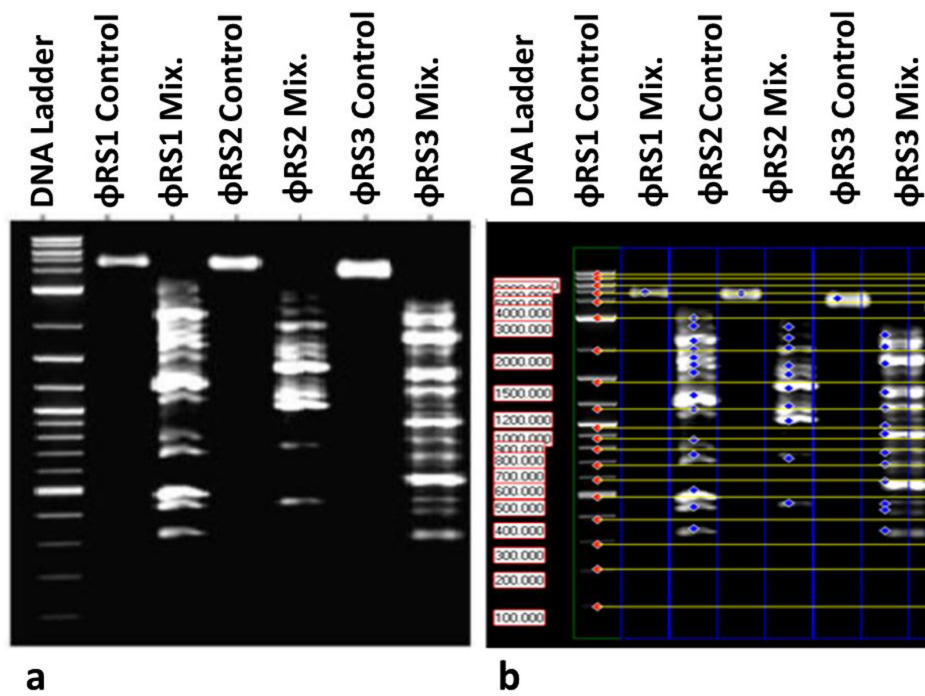 DNA Ladder
ϕRS1 Control
ϕRS1 Mix.
ϕRS2 Control
ϕRS2 Mix.
ϕRS3 Control
ϕRS3 Mix.
DNA Ladder
ϕRS1 Control
ϕRS1 Mix.
ϕRS2 Control
ϕRS2 Mix.
ϕRS3 Control
ϕRS3 Mix.
4000.000
3000.000
2000.000
1500.000
1200.000
1000.000
800.000
700.000
600.000
500.000
400.000
300.000
200.000
100.000
a
b